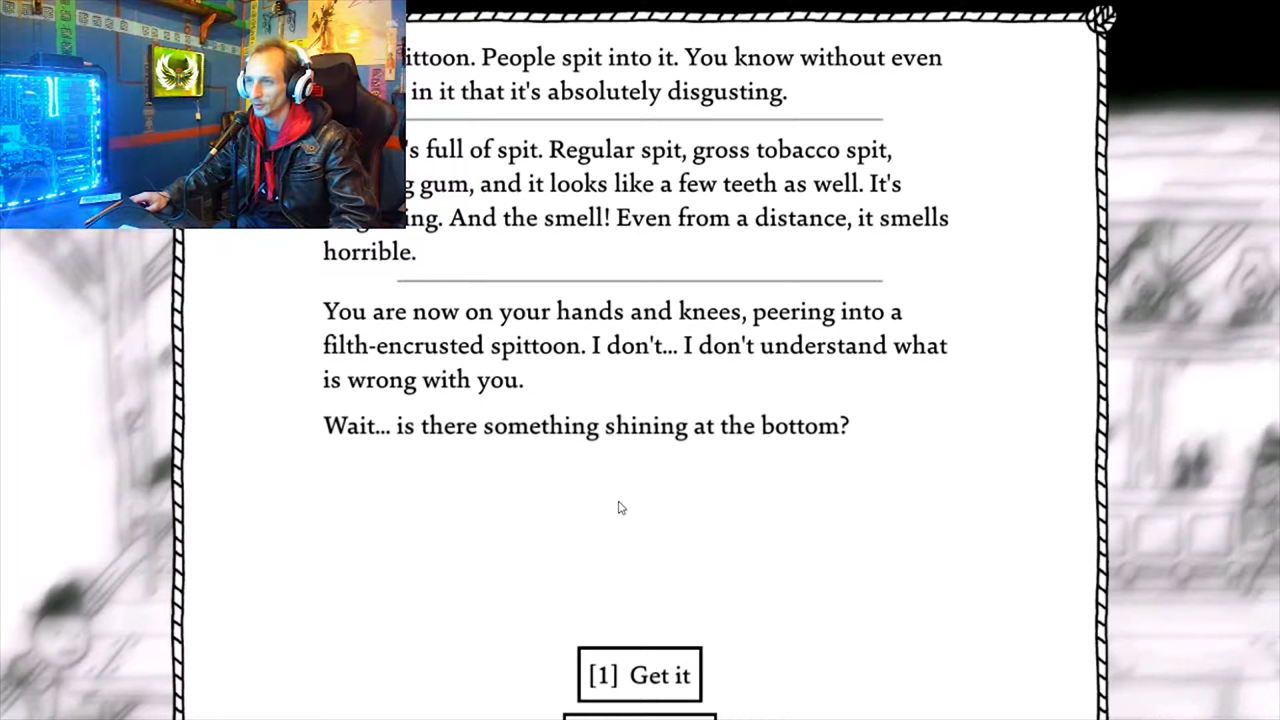 ittoon. People spit into it. You know without even
in it that it's absolutely disgusting.
's full of spit. Regular spit, gross tobacco spit,
g gum, and it looks like a few teeth as well. It's
ing. And the smell! Even from a distance, it smells
horrible.
You are now on your hands and knees, peering into a
filth-encrusted spittoon. I don't... I don't understand what
is wrong with you.
Wait... is there something shining at the bottom?
[1] Get it